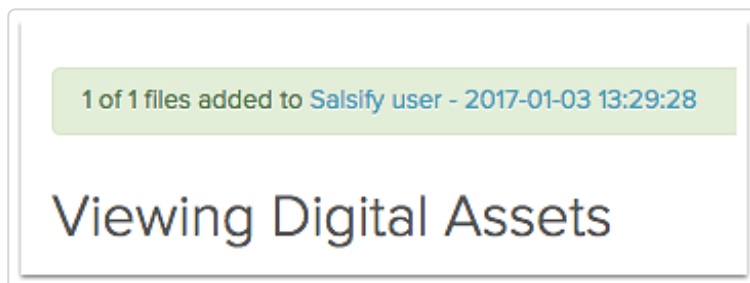 1 of 1 files added to Salsify user - 2017-01-03 13:29:28
Viewing Digital Assets